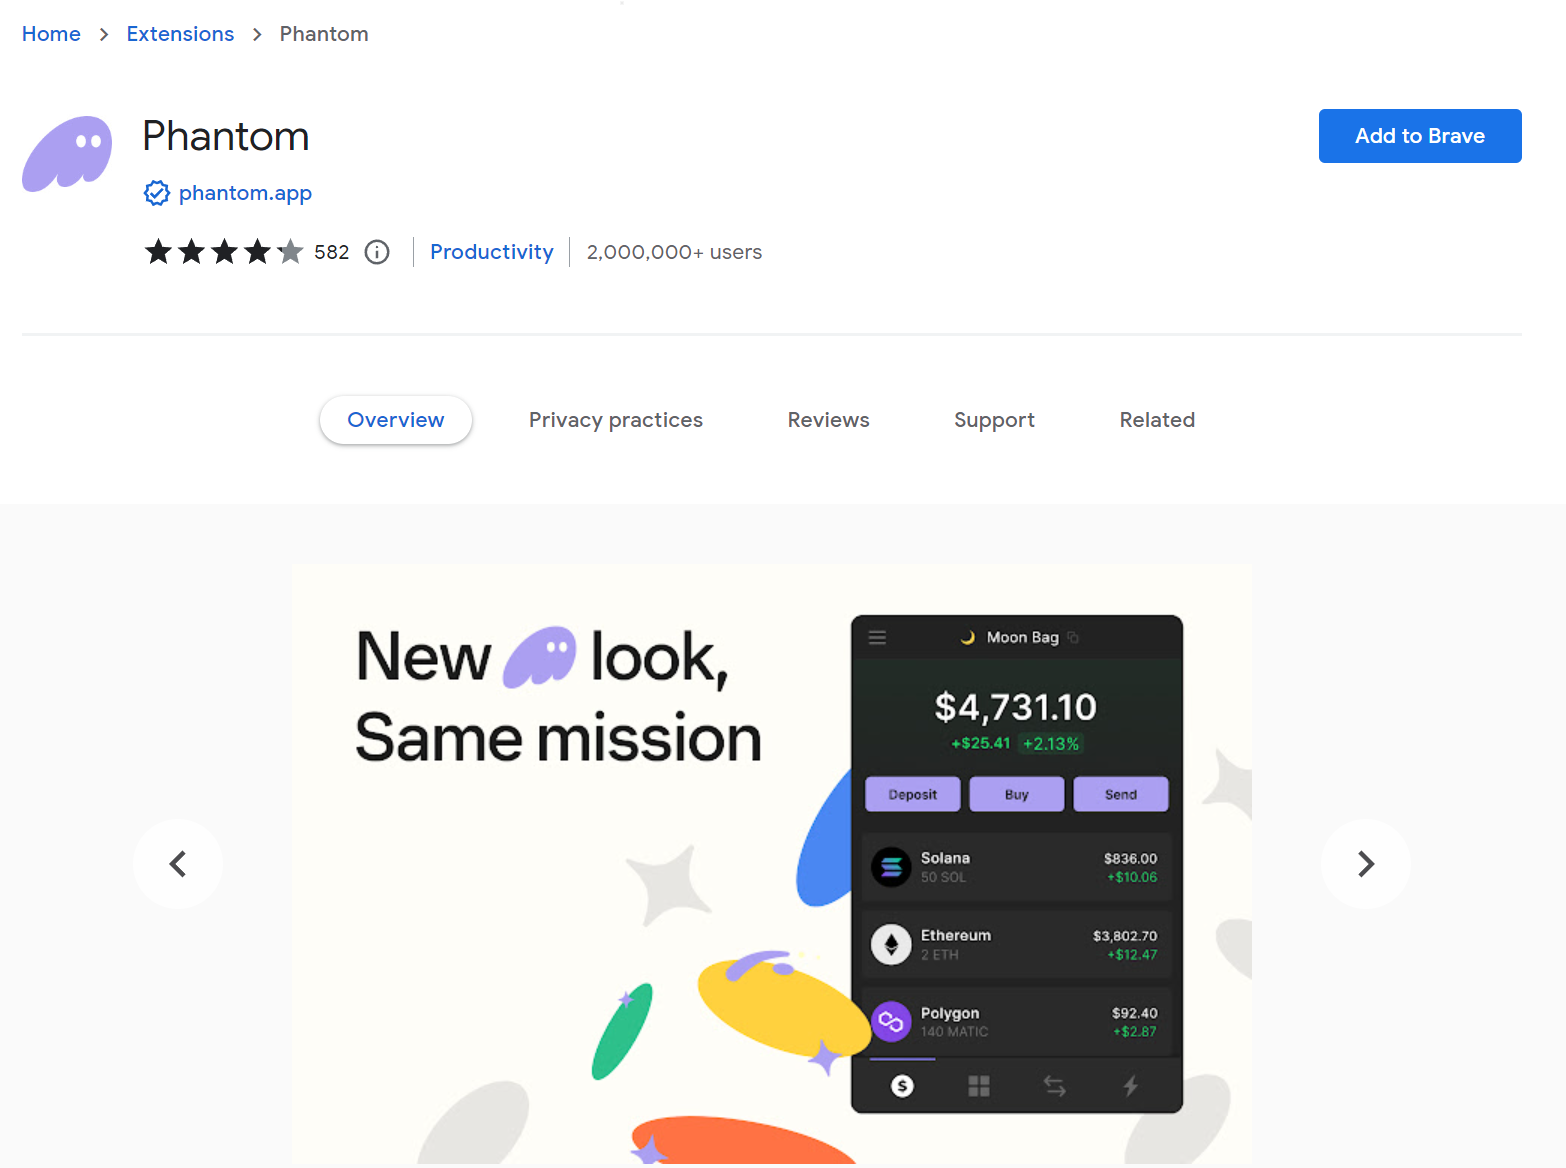 Home > Extensions > Phantom
Phantom
Add to Brave
phantom.app
582
Productivity
2,000,000+ users
Overview
Privacy practices
Reviews
Support
Related
New look,
Same mission
Moon Bag
$4,731.10
+$25.41 +2.13%
Deposit
Buy
Send
Solana $836.00
50 SOL +$10.06
Ethereum $3,802.70
2 ETH +$12.47
Polygon $92.40
140 MATIC +$2.87